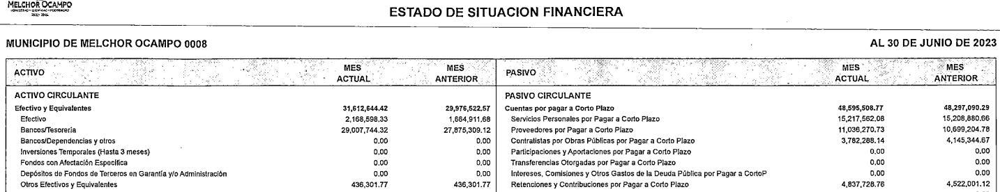 MELCHOR OCAMPO
ESTADO DE SITUACION FINANCIERA
MUNICIPIO DE MELCHOR OCAMPO 0008 AL 30 DE JUNIO DE 2023
ACTIVO MES ACTUAL MES ANTERIOR PASIVO MES ACTUAL MES ANTERIOR
ACTIVO CIRCULANTE PASIVO CIRCULANTE
Efectivo y Equivalentes 31,612,644.42 29,976,522.57 Cuentas por pagar a Corto Plazo 48,595,508.77 48,297,090.29
Efectivo 2,168,598.33 1,664,911.68 Servicios Personales por Pagar a Corto Plazo 15,217,562.08 15,208,880.66
Bancos/Tesorería 29,007,744.32 27,875,309.12 Proveedores por Pagar a Corto Plazo 11,036,270.73 10,699,204.78
Bancos/Dependencias y otros 0.00 0.00 Contratistas por Obras Públicas por Pagar a Corto Plazo 3,782,288.14 4,145,344.67
Inversiones Temporales (Hasta 3 meses) 0.00 0.00 Participaciones y Aportaciones por Pagar a Corto Plazo 0.00 0.00
Fondos con Afectación Específica 0.00 0.00 Transferencias Otorgadas por Pagar a Corto Plazo 0.00 0.00
Depósitos de Fondos de Terceros en Garantía y/o Administración 0.00 0.00 Intereses, Comisiones y Otros Gastos de la Deuda Pública por Pagar a CortoP 0.00 0.00
Otros Efectivos y Equivalentes 436,301.77 436,301.77 Retenciones y Contribuciones por Pagar a Corto Plazo 4,837,728.76 4,522,001.12